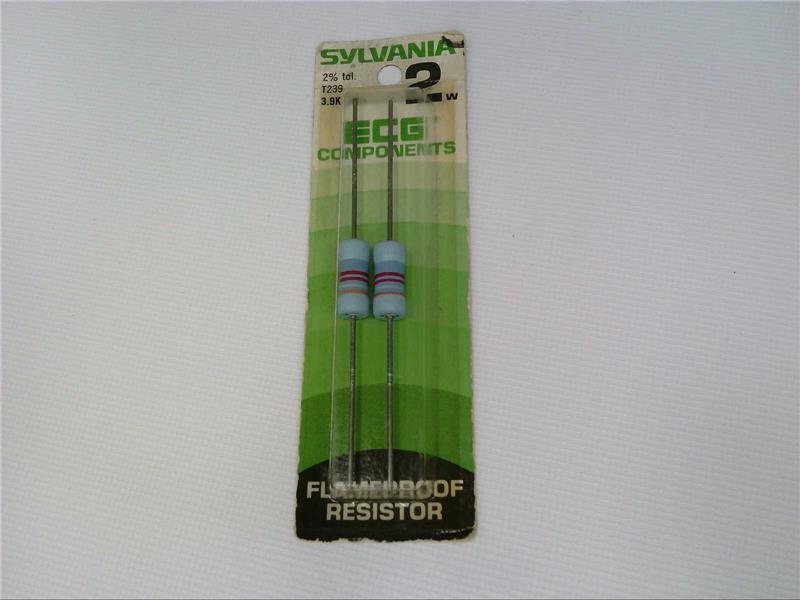 SYLVANIA
2% tol.
T239
3.9K
2w
ECG
COMPONENTS
FLAMEPROOF
RESISTOR